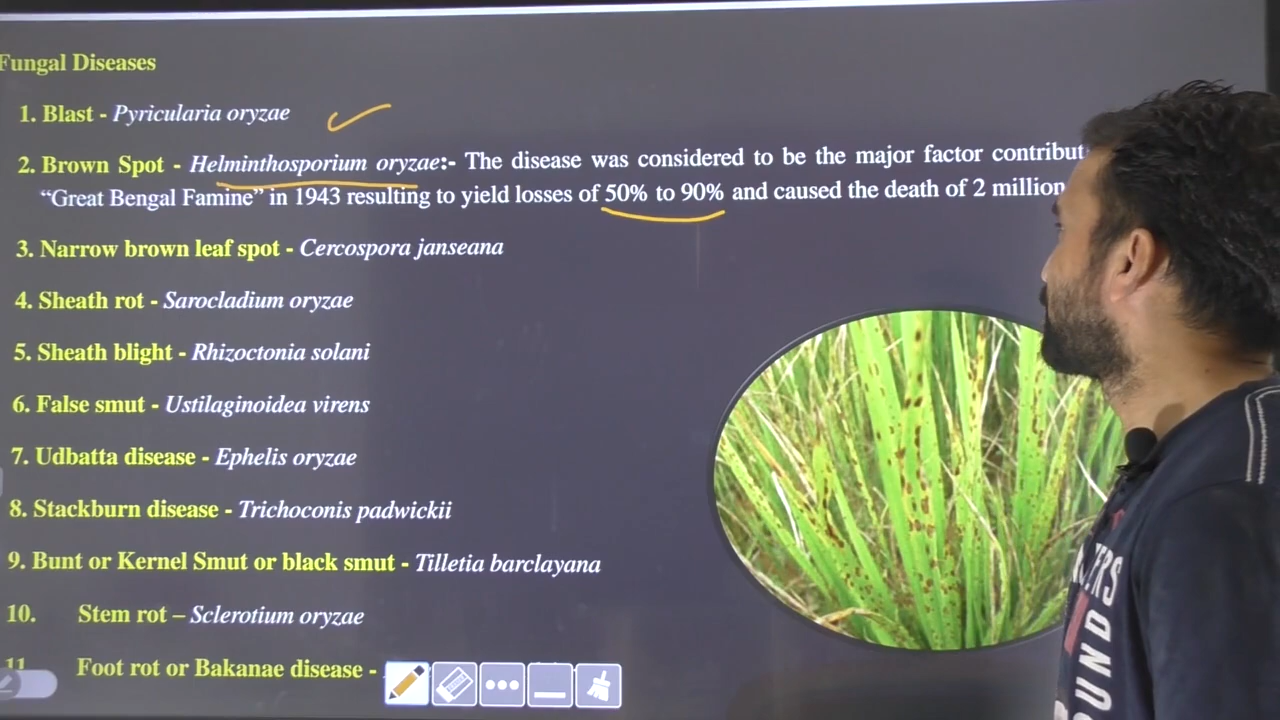 Fungal Diseases
1. Blast - Pyricularia oryzae
2. Brown Spot - Helminthosporium oryzae:- The disease was considered to be the major factor contribut
“Great Bengal Famine” in 1943 resulting to yield losses of 50% to 90% and caused the death of 2 million
3. Narrow brown leaf spot - Cercospora janseana
4. Sheath rot - Sarocladium oryzae
5. Sheath blight - Rhizoctonia solani
6. False smut - Ustilaginoidea virens
7. Udbatta disease - Ephelis oryzae
8. Stackburn disease - Trichoconis padwickii
9. Bunt or Kernel Smut or black smut - Tilletia barclayana
10. Stem rot – Sclerotium oryzae
11 Foot rot or Bakanae disease -